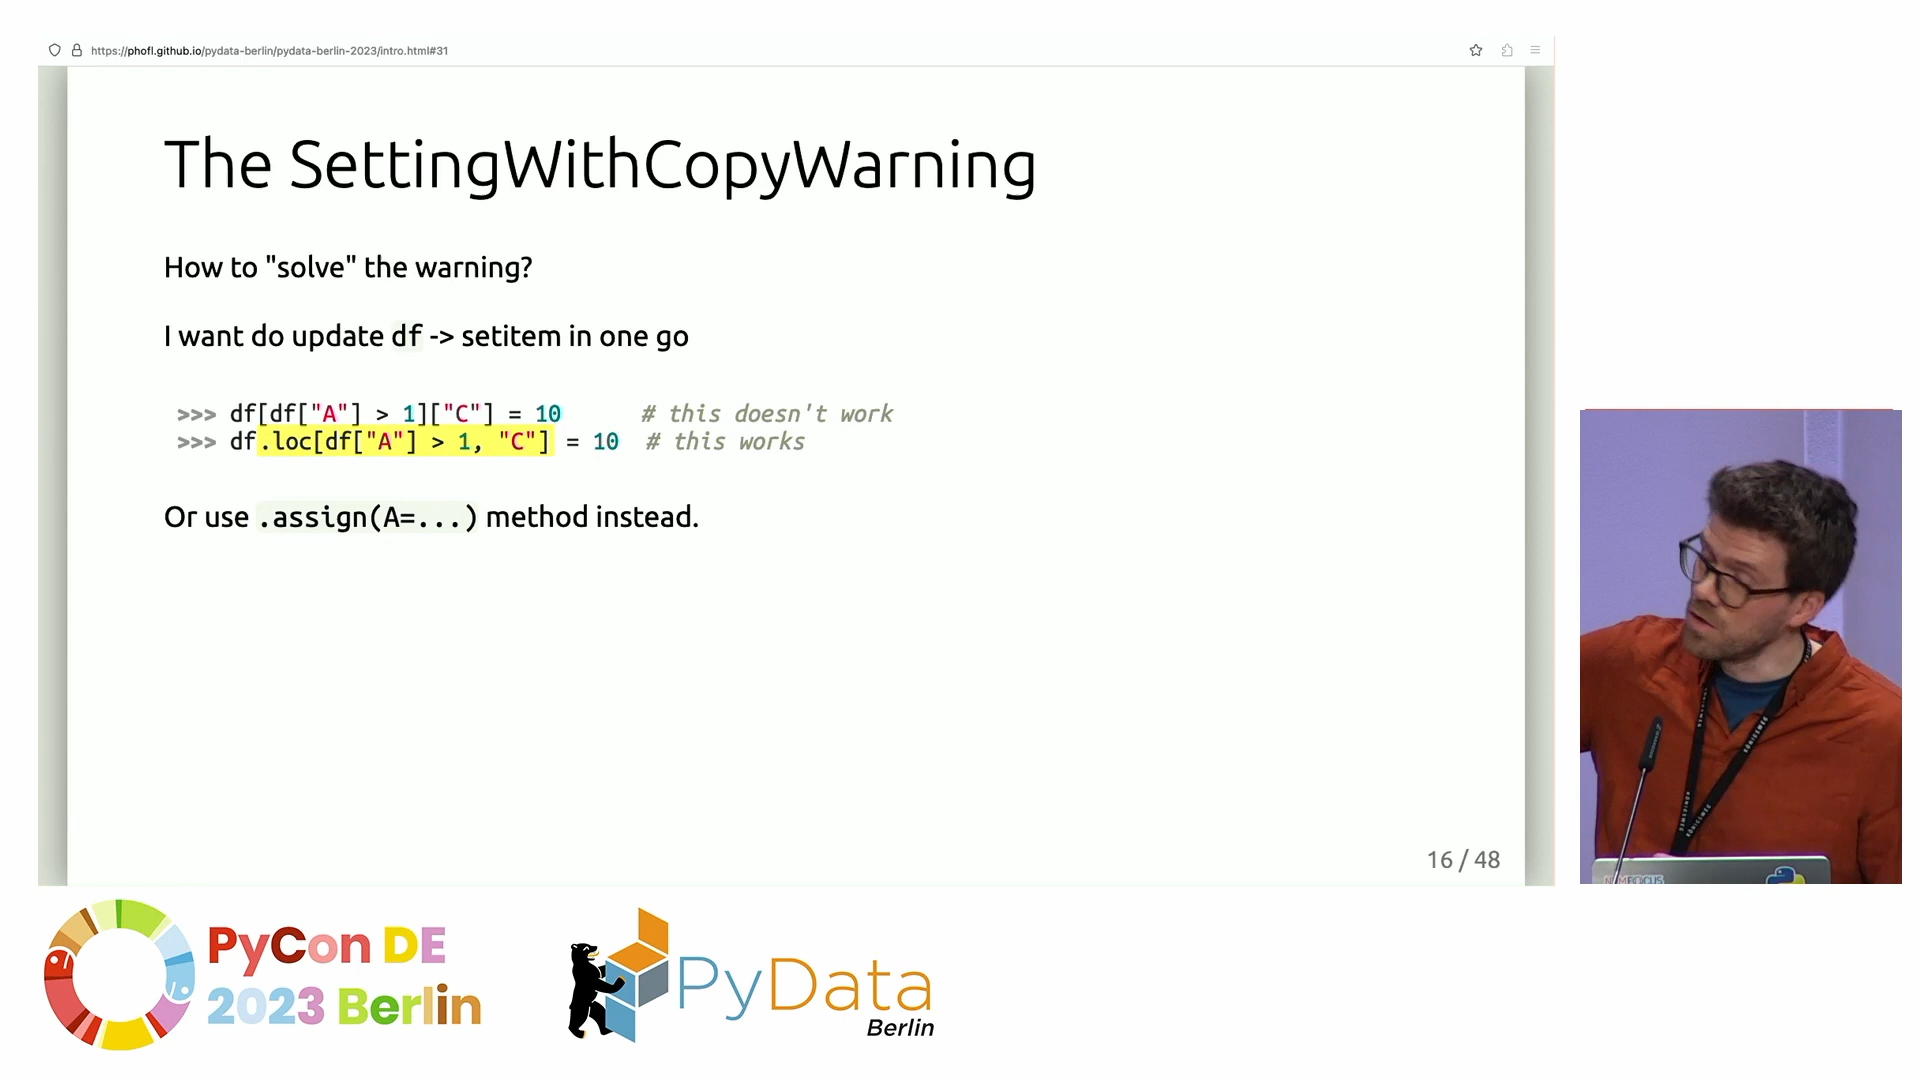 https://phofl.github.io/pydata-berlin/pydata-berlin-2023/intro.html#31
The SettingWithCopyWarning
How to "solve" the warning?
I want do update df -> setitem in one go
>>> df[df["A"] > 1]["C"] = 10 # this doesn't work
>>> df.loc[df["A"] > 1, "C"] = 10 # this works
Or use .assign(A=...) method instead.
16 / 48
NUMFOCUS
PyCon DE
2023 Berlin
PyData
Berlin